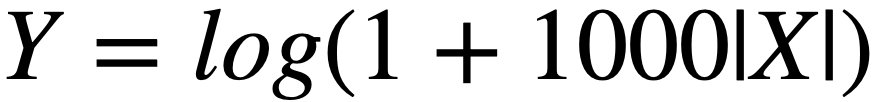 Y = log(1 + 1000|X|)